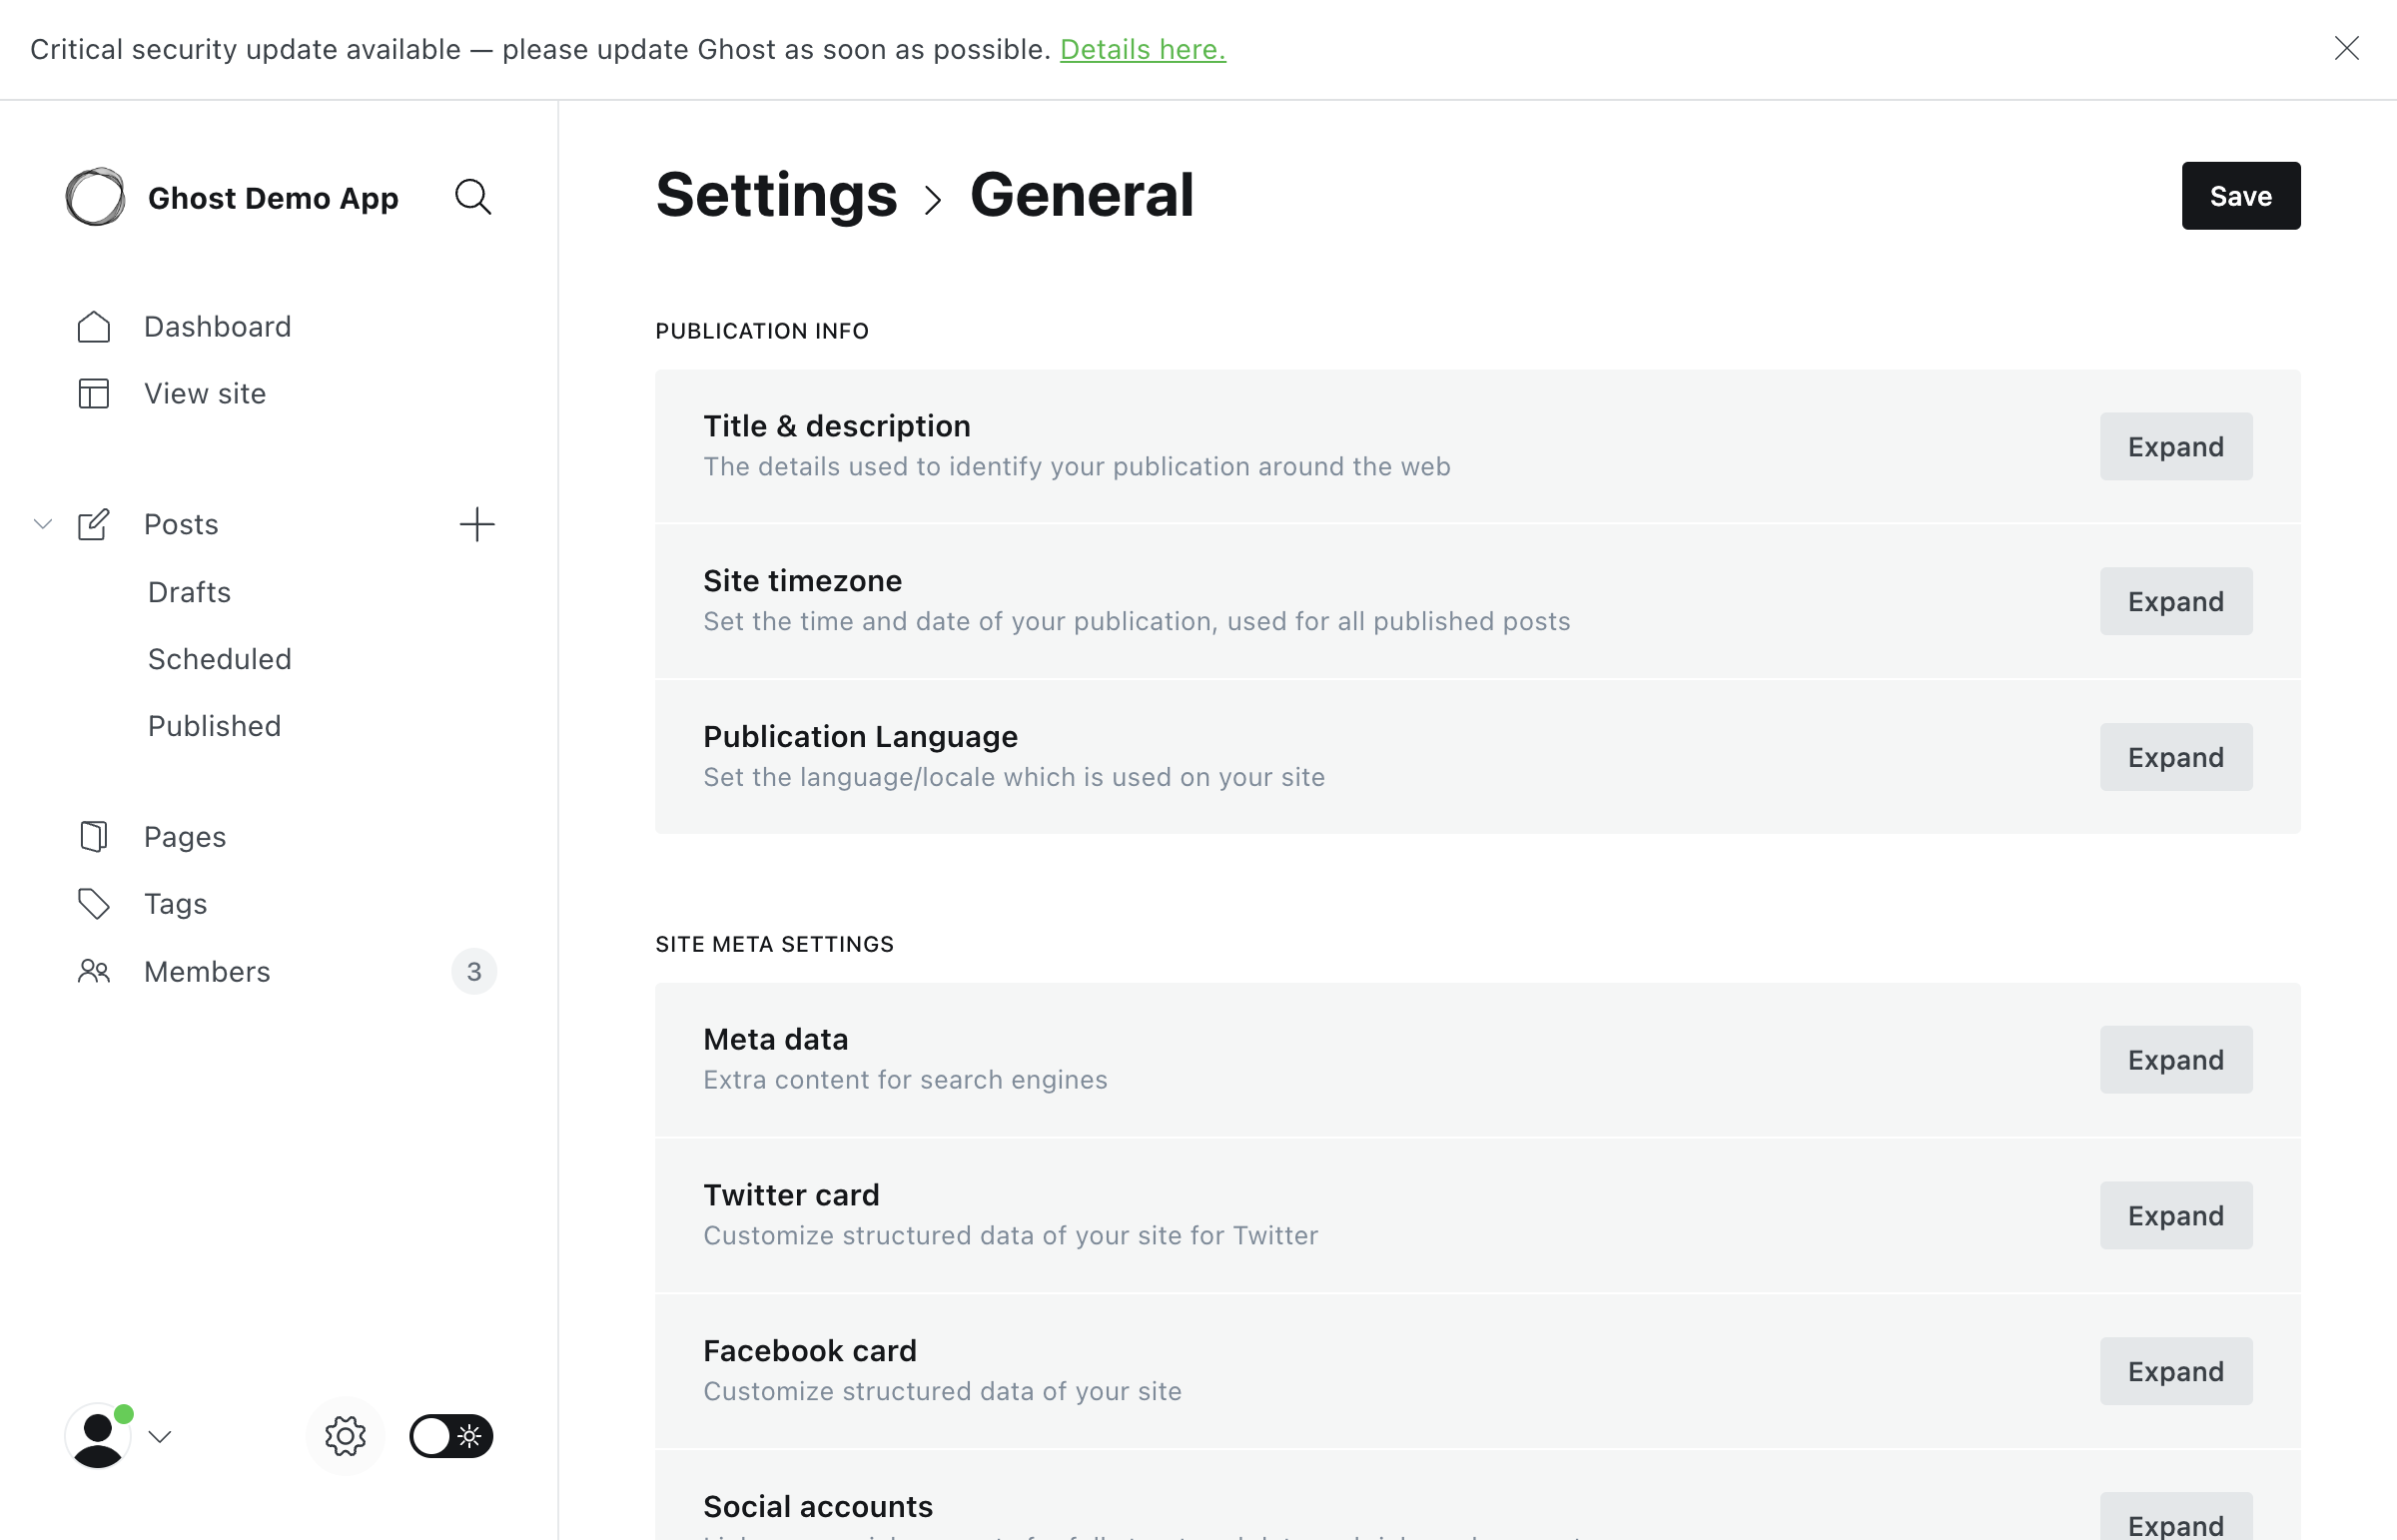 Critical security update available — please update Ghost as soon as possible. Details here.
Ghost Demo App
Dashboard
View site
Posts
Drafts
Scheduled
Published
Pages
Tags
Members
3
Settings
General
Save
PUBLICATION INFO
Title & description
The details used to identify your publication around the web
Expand
Site timezone
Set the time and date of your publication, used for all published posts
Expand
Publication Language
Set the language/locale which is used on your site
Expand
SITE META SETTINGS
Meta data
Extra content for search engines
Expand
Twitter card
Customize structured data of your site for Twitter
Expand
Facebook card
Customize structured data of your site
Expand
Social accounts
Expand